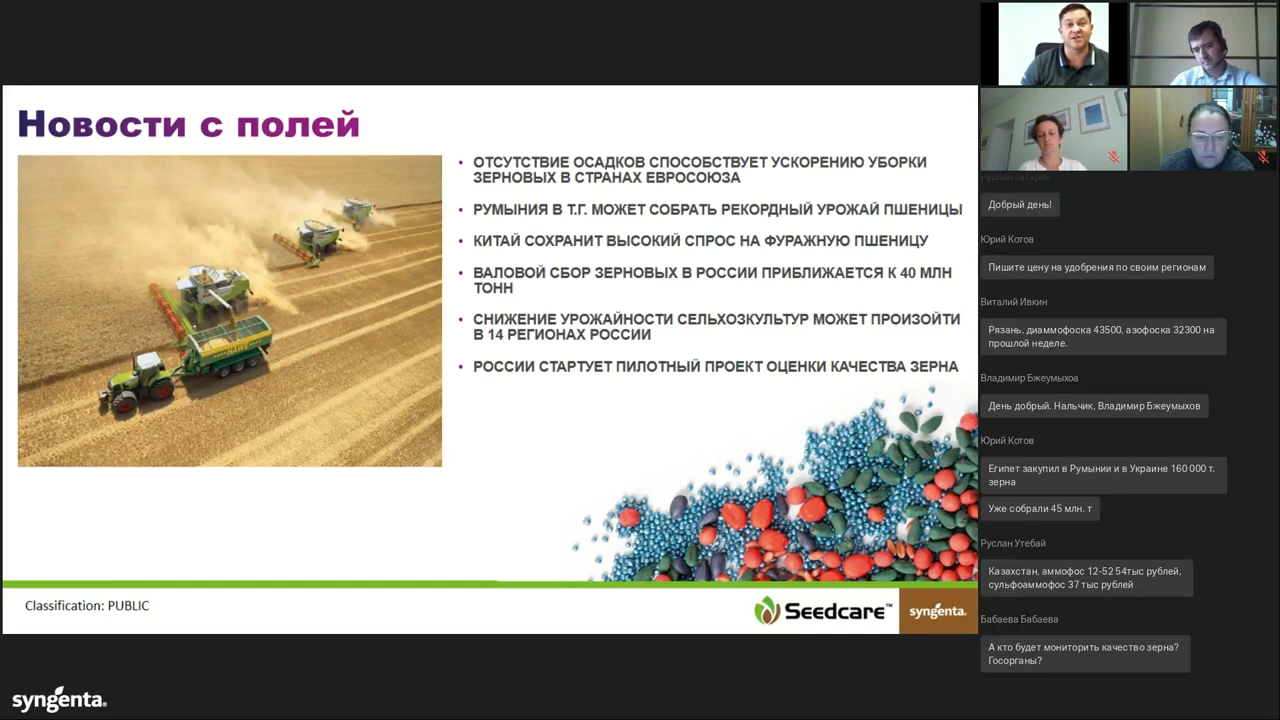 Новости с полей
• ОТСУТСТВИЕ ОСАДКОВ СПОСОБСТВУЕТ УСКОРЕНИЮ УБОРКИ
ЗЕРНОВЫХ В СТРАНАХ ЕВРОСОЮЗА
• РУМЫНИЯ В Т.Г. МОЖЕТ СОБРАТЬ РЕКОРДНЫЙ УРОЖАЙ ПШЕНИЦЫ
• КИТАЙ СОХРАНИТ ВЫСОКИЙ СПРОС НА ФУРАЖНУЮ ПШЕНИЦУ
• ВАЛОВОЙ СБОР ЗЕРНОВЫХ В РОССИИ ПРИБЛИЖАЕТСЯ К 40 МЛН
ТОНН
• СНИЖЕНИЕ УРОЖАЙНОСТИ СЕЛЬХОЗКУЛЬТУР МОЖЕТ ПРОИЗОЙТИ
В 14 РЕГИОНАХ РОССИИ
• РОССИИ СТАРТУЕТ ПИЛОТНЫЙ ПРОЕКТ ОЦЕНКИ КАЧЕСТВА ЗЕРНА
Classification: PUBLIC
Seedcare™
syngenta.
syngenta®
Добрый день!
Юрий Котов
Пишите цену на удобрения по своим регионам
Виталий Ивкин
Рязань. диаммофоска 43500, азофоска 32300 на
прошлой неделе.
Владимир Бжеумыхоа
День добрый. Нальчик, Владимир Бжеумыхов
Юрий Котов
Египет закупил в Румынии и в Украине 160 000 т.
зерна
Уже собрали 45 млн. т
Руслан Утебай
Казахстан. аммофос 12-52 54тыс рублей,
сульфоаммофос 37 тыс рублей
Бабаева Бабаева
А кто будет мониторить качество зерна?
Госорганы?